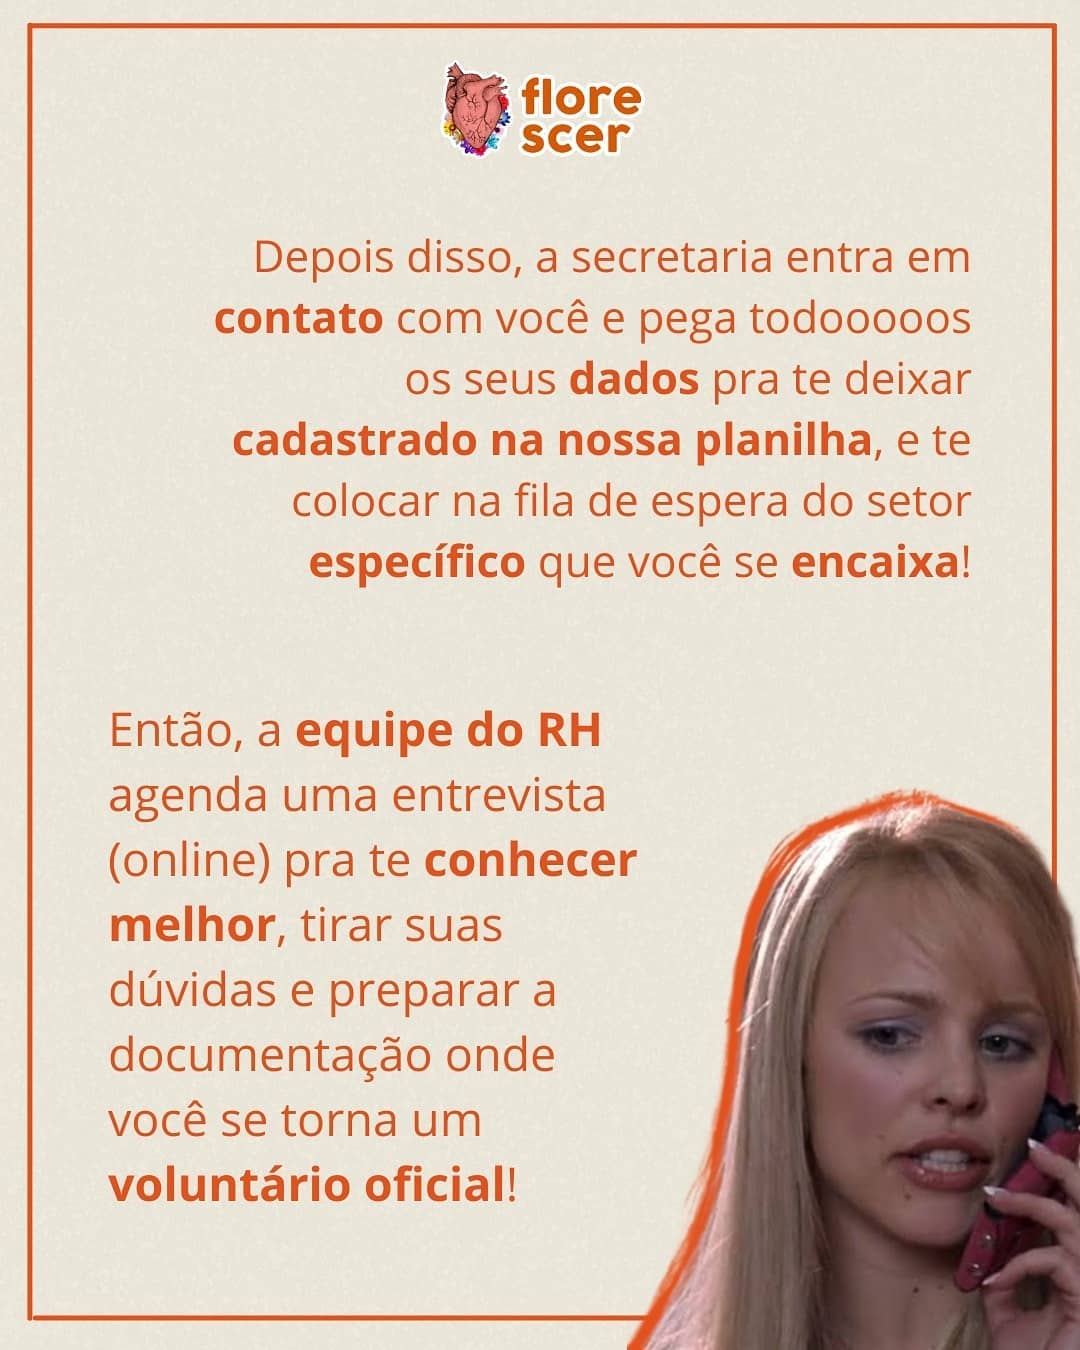 flore
scer
Depois disso, a secretaria entra em
contato com você e pega todooooos
os seus dados pra te deixar
cadastrado na nossa planilha, e te
colocar na fila de espera do setor
específico que você se encaixa!
Então, a equipe do RH
agenda uma entrevista
(online) pra te conhecer
melhor, tirar suas
dúvidas e preparar a
documentação onde
você se torna um
voluntário oficial!